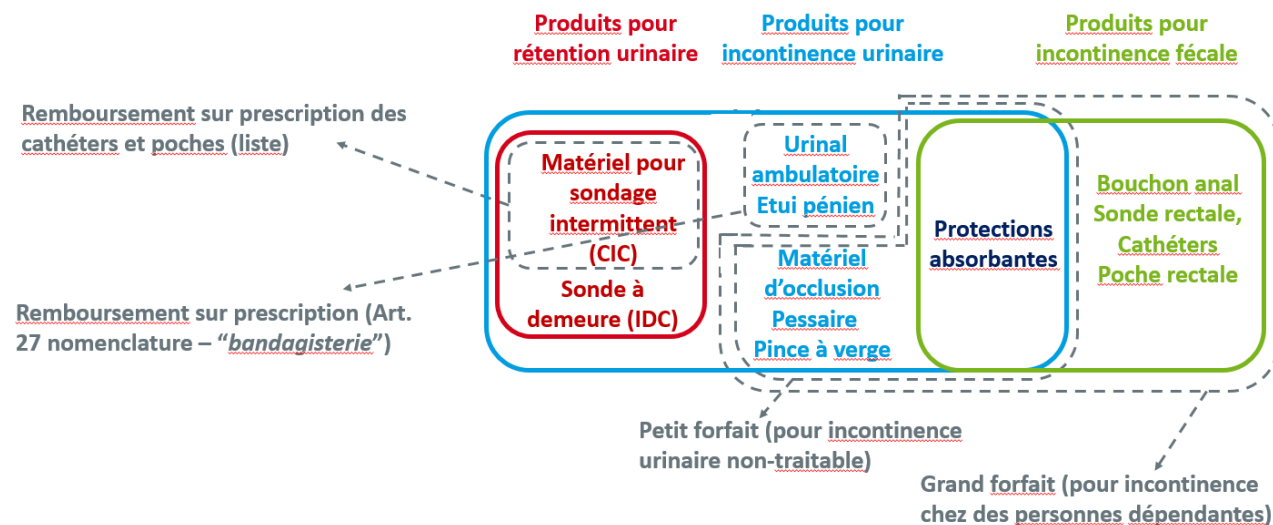 Produits pour
rétention urinaire
Produits pour
incontinence urinaire
Produits pour
incontinence fécale
Remboursement sur prescription des
cathéters et poches (liste)
Matériel pour
sondage
intermittent
(CIC)
Sonde à
demeure (IDC)
Urinal
ambulatoire
Etui pénien
Matériel
d’occlusion
Pessaire
Pince à verge
Protections
absorbantes
Bouchon anal
Sonde rectale,
Cathéters
Poche rectale
Remboursement sur prescription (Art.
27 nomenclature – “bandagisterie”)
Petit forfait (pour incontinence
urinaire non-traitable)
Grand forfait (pour incontinence
chez des personnes dépendantes)